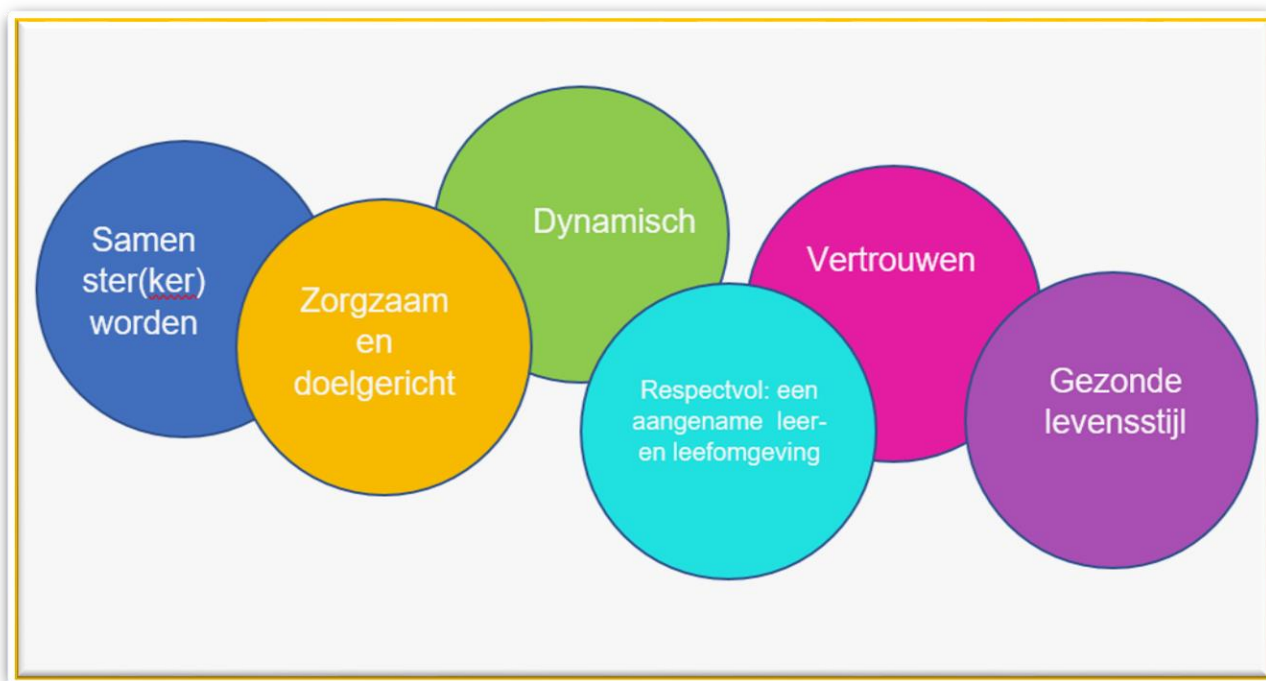 Samen
ster(ker)
worden
Zorgzaam
en
doelgericht
Dynamisch
Respectvol: een
aangename leer-
en leefomgeving
Vertrouwen
Gezonde
levensstijl